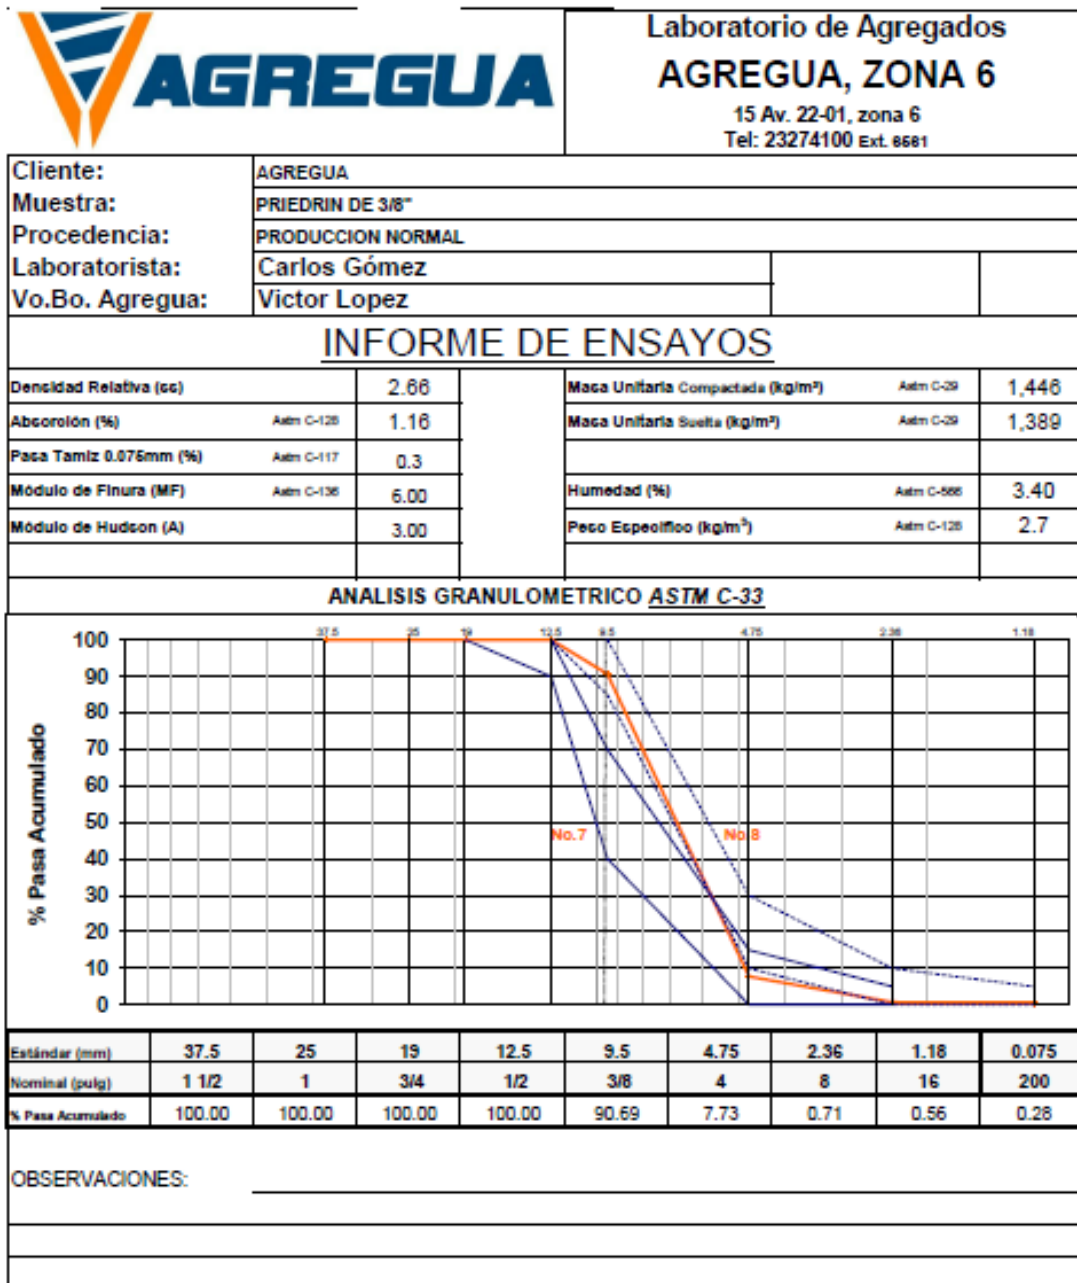 AGREGUA
Laboratorio de Agregados
AGREGUA, ZONA 6
15 Av. 22-01, zona 6
Tel: 23274100 Ext. 6561
Cliente: AGREGUA
Muestra: PRIEDRIN DE 3/8"
Procedencia: PRODUCCION NORMAL
Laboratorista: Carlos Gómez
Vo.Bo. Agregua: Victor Lopez
INFORME DE ENSAYOS
Densidad Relativa (ss) 2.66 Masa Unitaria Compactada (kg/m³) Astm C-29 1,446
Absorción (%) Astm C-128 1.16 Masa Unitaria Suelta (kg/m³) Astm C-29 1,389
Pasa Tamiz 0.075mm (%) Astm C-117 0.3
Módulo de Finura (MF) Astm C-136 6.00 Humedad (%) Astm C-566 3.40
Módulo de Hudson (A) 3.00 Peso Especifico (kg/m³) Astm C-128 2.7
ANALISIS GRANULOMETRICO ASTM C-33
37.5 25 19 12.5 9.5 4.75 2.36 1.18
% Pasa Acumulado
100
90
80
70
60
50
40
30
20
10
0
No.7 No.8
Estándar (mm) 37.5 25 19 12.5 9.5 4.75 2.36 1.18 0.075
Nominal (pulg) 1 1/2 1 3/4 1/2 3/8 4 8 16 200
% Pasa Acumulado 100.00 100.00 100.00 100.00 90.69 7.73 0.71 0.56 0.28
OBSERVACIONES: